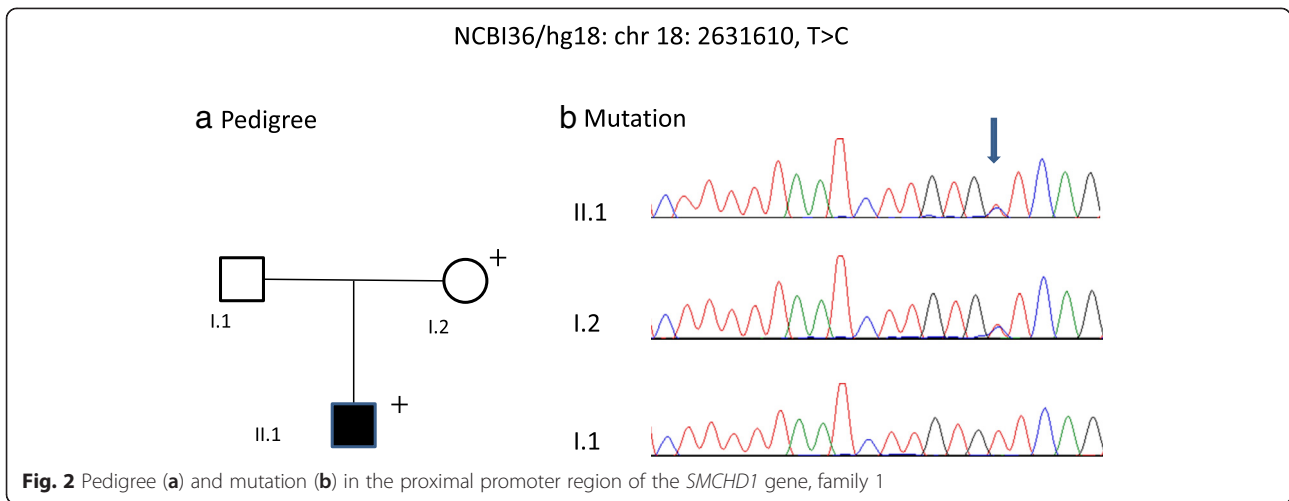 NCBI36/hg18: chr 18: 2631610, T>C
a Pedigree
b Mutation
II.1
I.1
I.2
+
I.2
+
II.1
I.1
Fig. 2 Pedigree (a) and mutation (b) in the proximal promoter region of the SMCHD1 gene, family 1